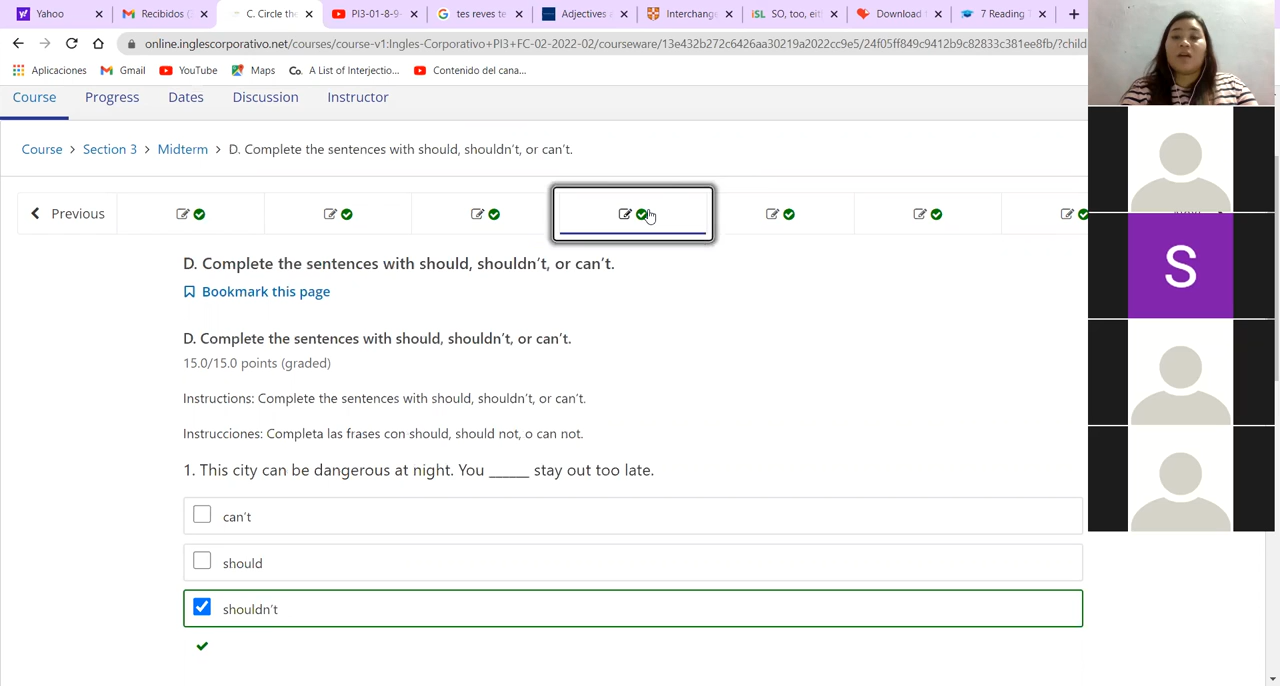 Yahoo
Recibidos (
C. Circle the
PI3-01-8-9-
tes reves te
Adjectives
Interchang
SO, too, eit
Download
7 Reading
online.inglescorporativo.net/courses/course-v1:Ingles-Corporativo+PI3+FC-02-2022-02/courseware/13e432b272c6426aa30219a2022cc9e5/24f05ff849c9412b9c82833c381ee8fb/?child
Aplicaciones
Gmail
YouTube
Maps
Co. A List of Interjectio...
Contenido del cana...
Course
Progress
Dates
Discussion
Instructor
Course > Section 3 > Midterm > D. Complete the sentences with should, shouldn't, or can't.
Previous
D. Complete the sentences with should, shouldn't, or can't.
Bookmark this page
D. Complete the sentences with should, shouldn't, or can't.
15.0/15.0 points (graded)
Instructions: Complete the sentences with should, shouldn't, or can't.
Instrucciones: Completa las frases con should, should not, o can not.
1. This city can be dangerous at night. You ______ stay out too late.
can't
should
shouldn't
S